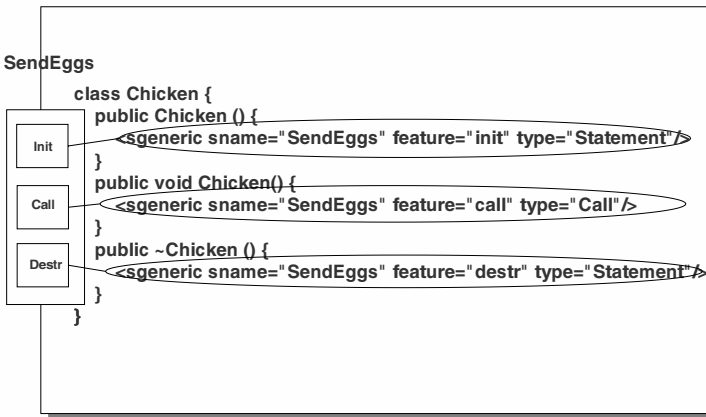 SendEggs
class Chicken {
public Chicken () {
Init
<sgeneric sname="SendEggs" feature="init" type="Statement"/>
}
public void Chicken() {
Call
<sgeneric sname="SendEggs" feature="call" type="Call"/>
}
public ~Chicken () {
Destr
<sgeneric sname="SendEggs" feature="destr" type="Statement"/>
}
}